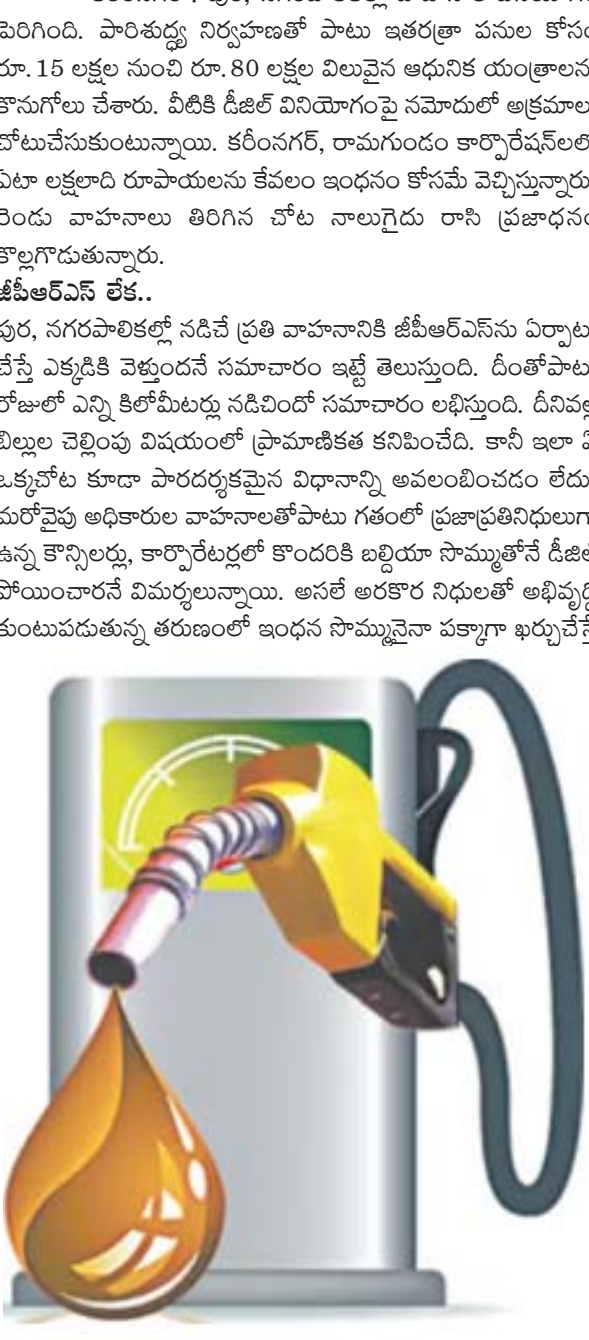 పెరిగింది. పారిశుద్ధ్య నిర్వహణతో పాటు ఇతరత్రా పనుల కోసం
రూ. 15 లక్షల నుంచి రూ. 80 లక్షల విలువైన ఆధునిక యంత్రాలన
కొనుగోలు చేశారు. వీటికి డీజిల్ వినియోగంపై నమోదులో అక్రమాల
చోటుచేసుకుంటున్నాయి. కరీంనగర్, రామగుండం కార్పొరేషన్‌లలో
ఏటా లక్షలాది రూపాయలను కేవలం ఇంధనం కోసమే వెచ్చిస్తున్నారు
రెండు వాహనాలు తిరిగిన చోట నాలుగైదు రాసి ప్రజాధనం
కొల్లగొడుతున్నారు.
జీపీఆర్ఎస్ లేక..
పుర, నగరపాలికల్లో నడిచే ప్రతి వాహనానికి జీపీఆర్ఎస్‌ను ఏర్పాట
చేస్తే ఎక్కడికి వెళ్తుందనే సమాచారం ఇట్టే తెలుస్తుంది. దీంతోపాట
రోజులో ఎన్ని కిలోమీటర్లు నడిచిందో సమాచారం లభిస్తుంది. దీనివల్ల
బిల్లుల చెల్లింపు విషయంలో ప్రామాణికత కనిపించేది. కానీ ఇలా ఏ
ఒక్కచోట కూడా పారదర్శకమైన విధానాన్ని అవలంబించడం లేదు
మరోవైపు అధికారుల వాహనాలతోపాటు గతంలో ప్రజాప్రతినిధులుగా
ఉన్న కౌన్సిలర్లు, కార్పొరేటర్లలో కొందరికి బల్దియా సొమ్ముతోనే డీజిల్
పోయించారనే విమర్శలున్నాయి. అసలే అరకొర నిధులతో అభివృద్ధి
కుంటుపడుతున్న తరుణంలో ఇంధన సొమ్మునైనా పక్కాగా ఖర్చుచేస్తే